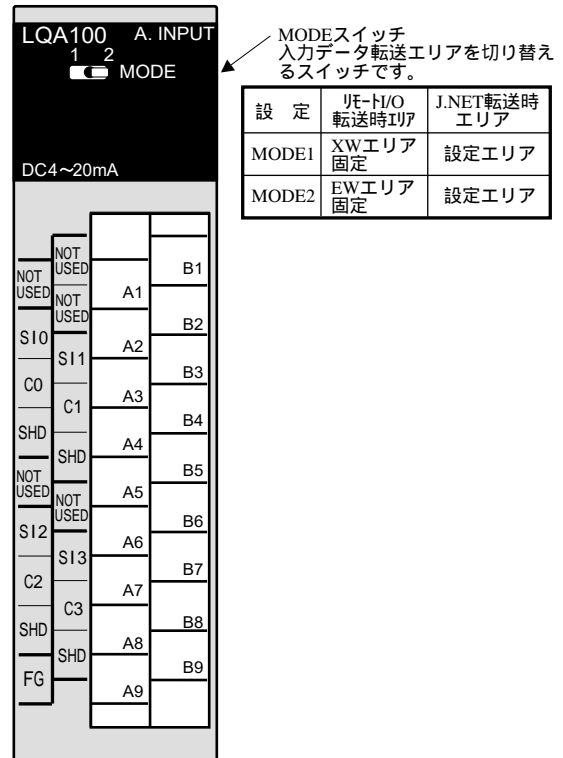 LQA100 A. INPUT
1 2
MODE
DC4~20mA
MODEスイッチ
入力データ転送エリアを切り替え
るスイッチです。
設 定 ﾘﾓｰﾄI/O J.NET転送時
転送時ｴﾘｱ エリア
MODE1 XWエリア 設定エリア
固定
MODE2 EWエリア 設定エリア
固定
NOT
USED
SI0
C0
SHD
NOT
USED
SI2
C2
SHD
FG
NOT
USED
NOT
USED
SI1
C1
SHD
NOT
USED
SI3
C3
SHD
A1
A2
A3
A4
A5
A6
A7
A8
A9
B1
B2
B3
B4
B5
B6
B7
B8
B9